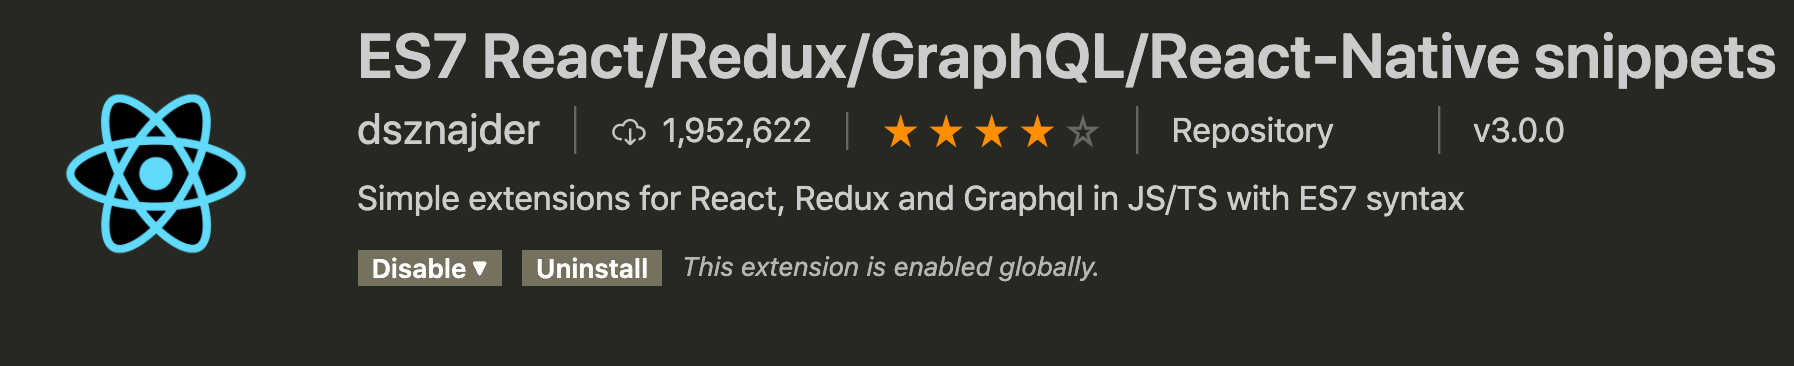 ES7 React/Redux/GraphQL/React-Native snippets
dsznajder 1,952,622 Repository v3.0.0
Simple extensions for React, Redux and Graphql in JS/TS with ES7 syntax
Disable Uninstall This extension is enabled globally.